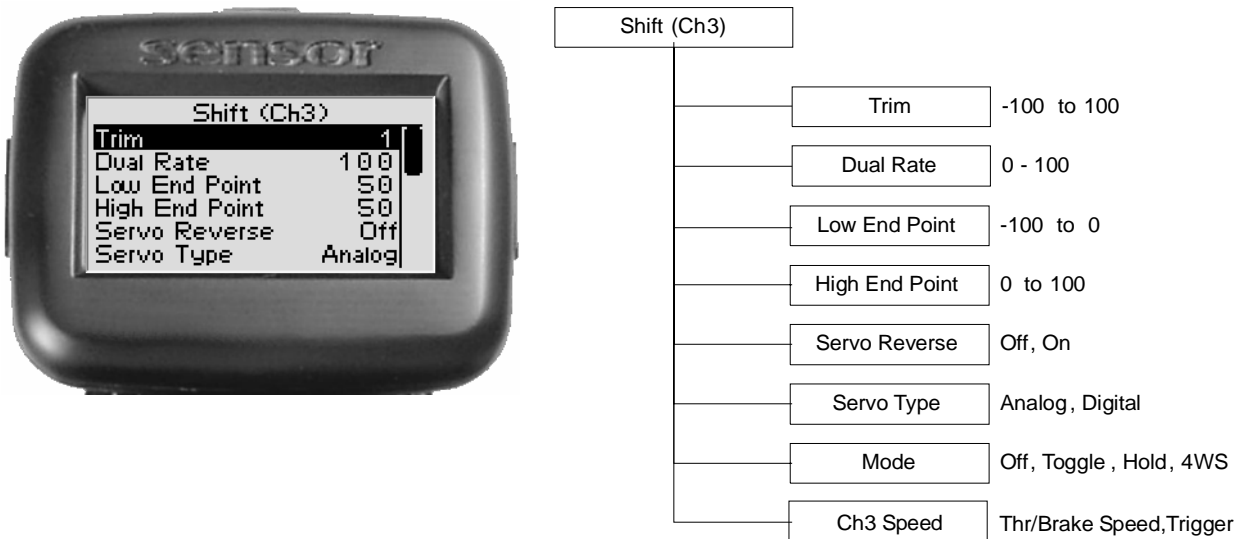 sensor
Shift (Ch3)
Trim 1
Dual Rate 100
Low End Point 50
High End Point 50
Servo Reverse Off
Servo Type Analog
Shift (Ch3)
Trim -100 to 100
Dual Rate 0 - 100
Low End Point -100 to 0
High End Point 0 to 100
Servo Reverse Off, On
Servo Type Analog, Digital
Mode Off, Toggle, Hold, 4WS
Ch3 Speed Thr/Brake Speed,Trigger